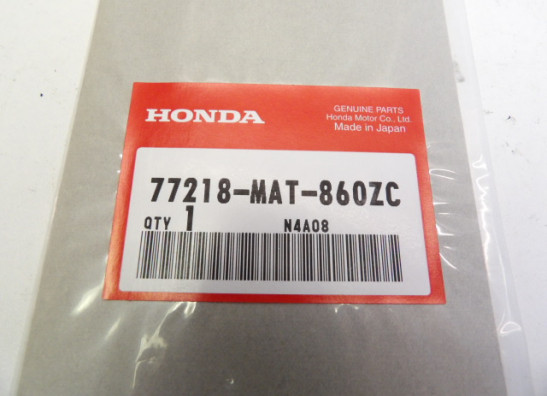 HONDA
GENUINE PARTS
Honda Motor Co., Ltd.
Made in Japan
77218-MAT-860ZC
QTY 1 N4A08